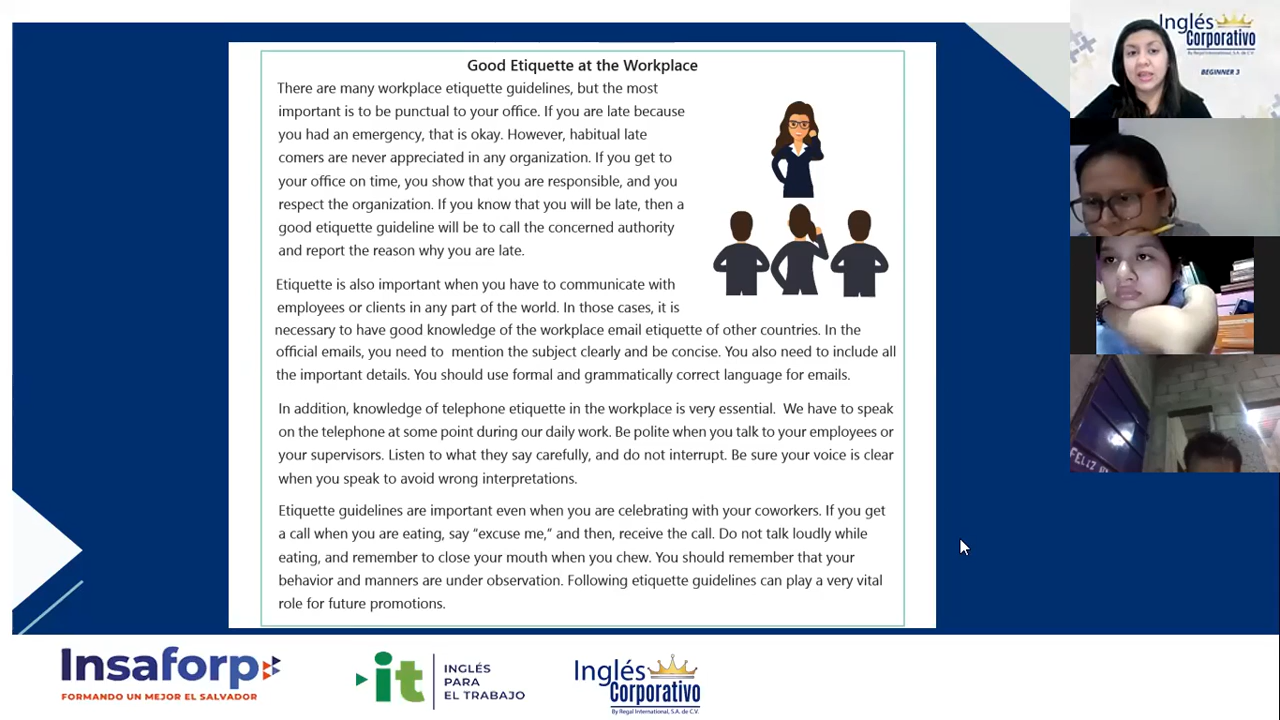 Good Etiquette at the Workplace
There are many workplace etiquette guidelines, but the most
important is to be punctual to your office. If you are late because
you had an emergency, that is okay. However, habitual late
comers are never appreciated in any organization. If you get to
your office on time, you show that you are responsible, and you
respect the organization. If you know that you will be late, then a
good etiquette guideline will be to call the concerned authority
and report the reason why you are late.
Etiquette is also important when you have to communicate with
employees or clients in any part of the world. In those cases, it is
necessary to have good knowledge of the workplace email etiquette of other countries. In the
official emails, you need to mention the subject clearly and be concise. You also need to include all
the important details. You should use formal and grammatically correct language for emails.
In addition, knowledge of telephone etiquette in the workplace is very essential. We have to speak
on the telephone at some point during our daily work. Be polite when you talk to your employees or
your supervisors. Listen to what they say carefully, and do not interrupt. Be sure your voice is clear
when you speak to avoid wrong interpretations.
Etiquette guidelines are important even when you are celebrating with your coworkers. If you get
a call when you are eating, say “excuse me,“ and then, receive the call. Do not talk loudly while
eating, and remember to close your mouth when you chew. You should remember that your
behavior and manners are under observation. Following etiquette guidelines can play a very vital
role for future promotions.
Insaforp
FORMANDO UN MEJOR EL SALVADOR
it
INGLÉS
PARA
EL TRABAJO
Inglés
Corporativo
By Regal International, S.A. de C.V.
Inglés
Corporativo
By Regal International, S.A. de C.V.
BEGINNER 3
FELIZ